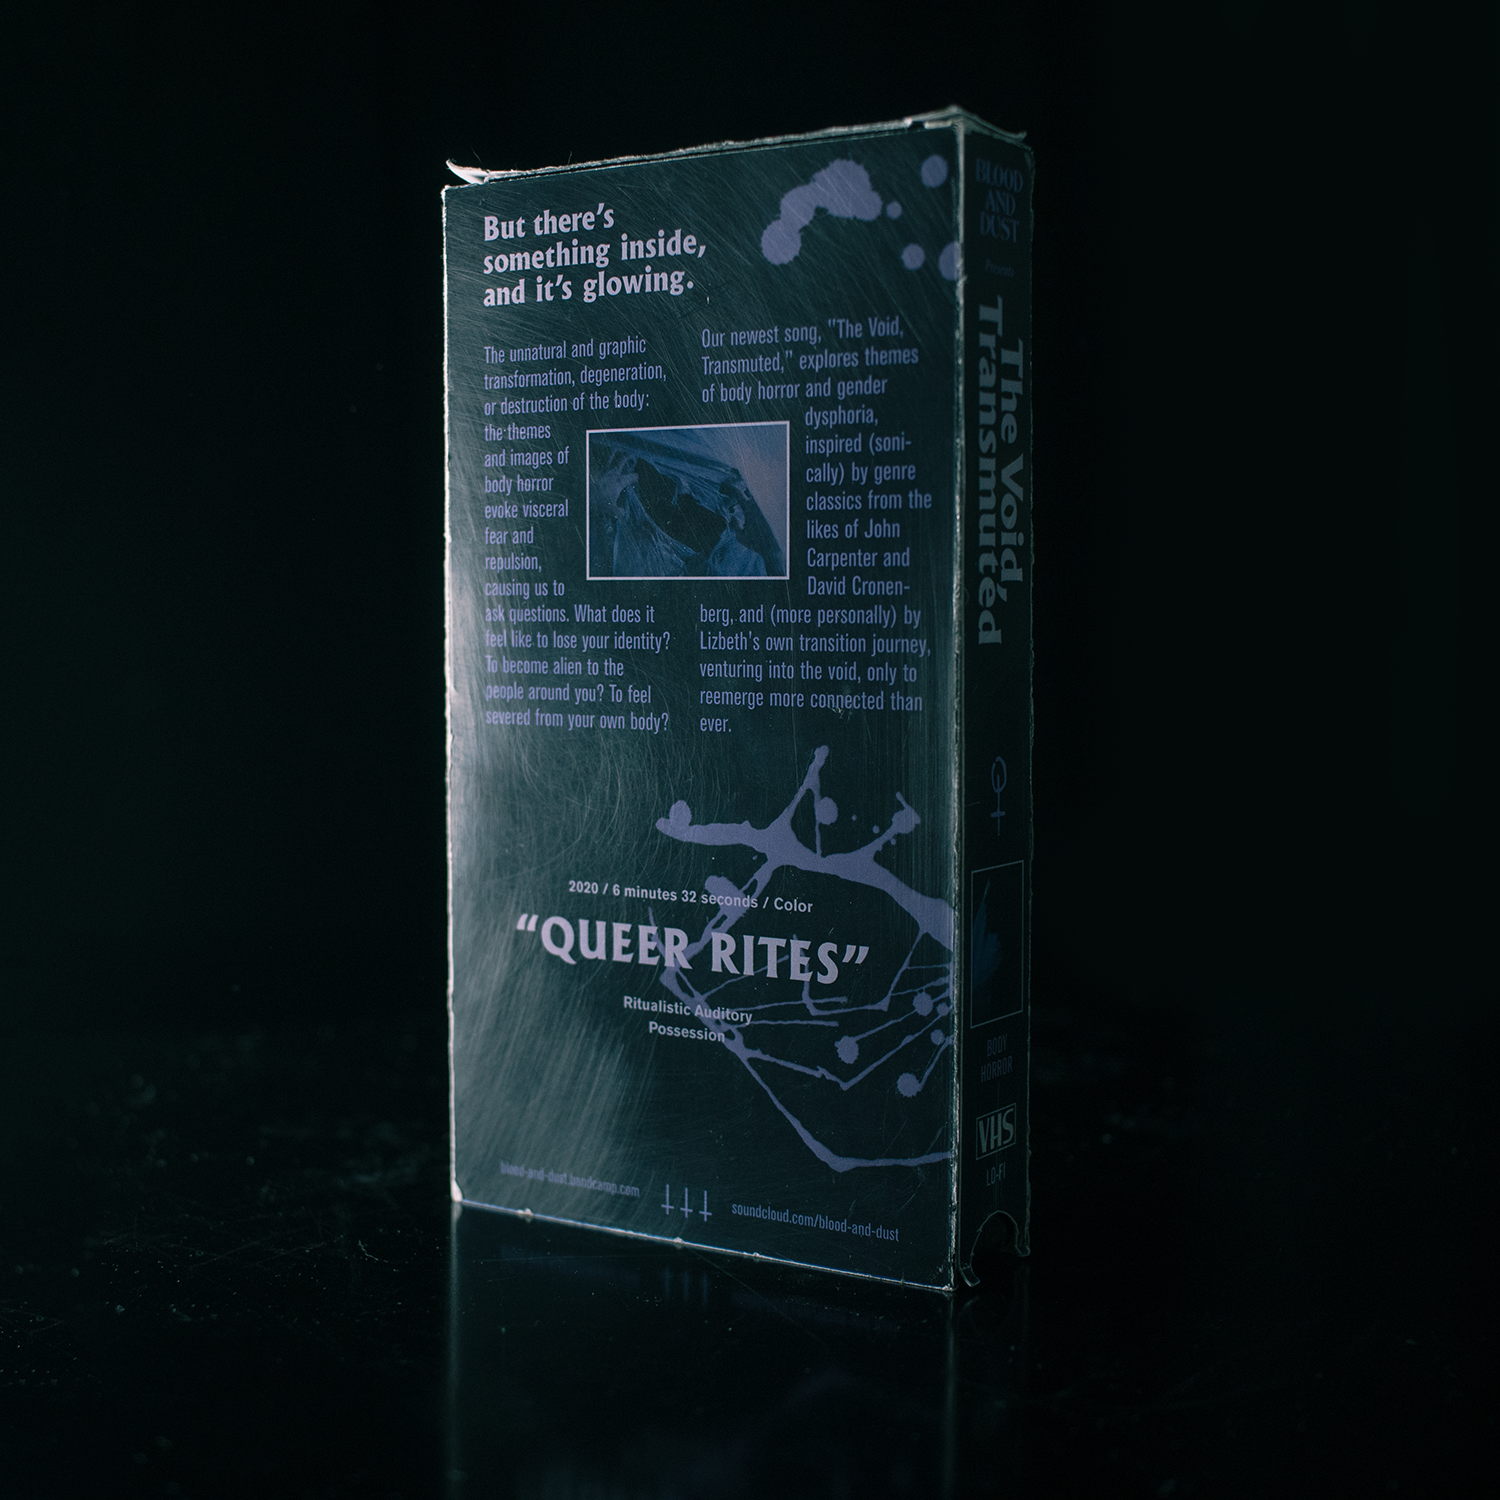 But there's
something inside,
and it's glowing.
The unnatural and graphic
transformation, degeneration,
or destruction of the body:
the themes
and images of
body horror
evoke visceral
fear and
repulsion,
causing us to
ask questions. What does it
feel like to lose your identity?
To become alien to the
people around you? To feel
severed from your own body?
Our newest song, "The Void,
Transmuted,” explores themes
of body horror and gender
dysphoria,
inspired (soni-
cally) by genre
classics from the
likes of John
Carpenter and
David Cronen-
berg, and (more personally) by
Lizbeth's own transition journey,
venturing into the void, only to
reemerge more connected than
ever.
2020 / 6 minutes 32 seconds / Color
“QUEER RITES”
Ritualistic Auditory
Possession
blood-and-dust.bandcamp.com
soundcloud.com/blood-and-dust
BLOOD
AND
DUST
Presents
The Void,
Transmuted
BODY
HORROR
VHS
LO-FI